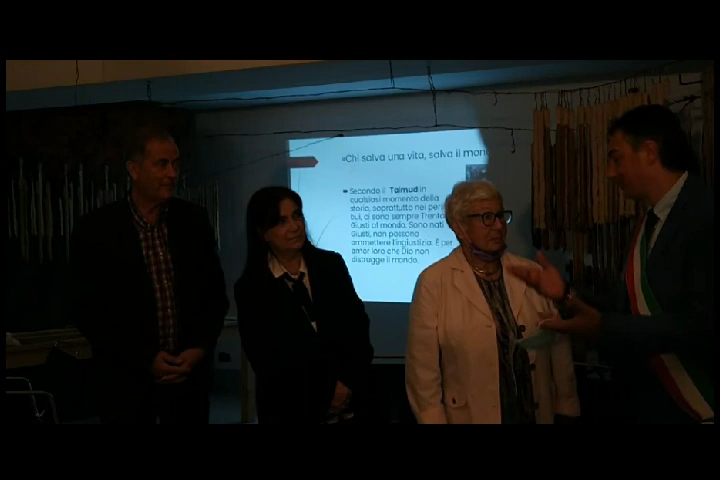 «Chi salva una vita, salva il mon
Secondo il Talmud in
qualsiasi momento della
storia, soprattutto nei peri
bui, ci sono sempre Trenta
Giusti al mondo. Sono nati
Giusti, non possono
ammettere l'ingiustizia. E per
amor loro che Dio non
distrugge il mondo.